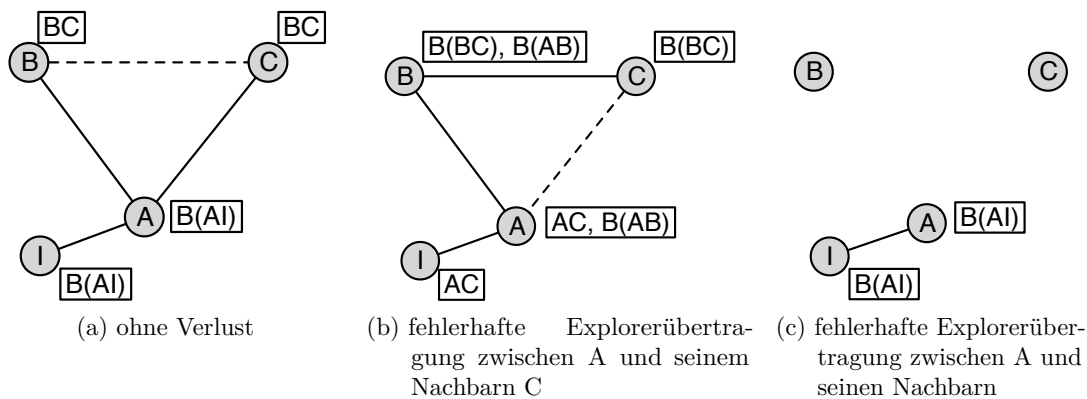 BC
BC
B
C
A
B(AI)
I
B(AI)
(a) ohne Verlust
B(BC), B(AB)
B(BC)
B
C
A
AC, B(AB)
I
AC
(b) fehlerhafte Explorerübertra-
gung zwischen A und seinem
Nachbarn C
B
C
A
B(AI)
I
B(AI)
(c) fehlerhafte Explorerüber-
tragung zwischen A und
seinen Nachbarn